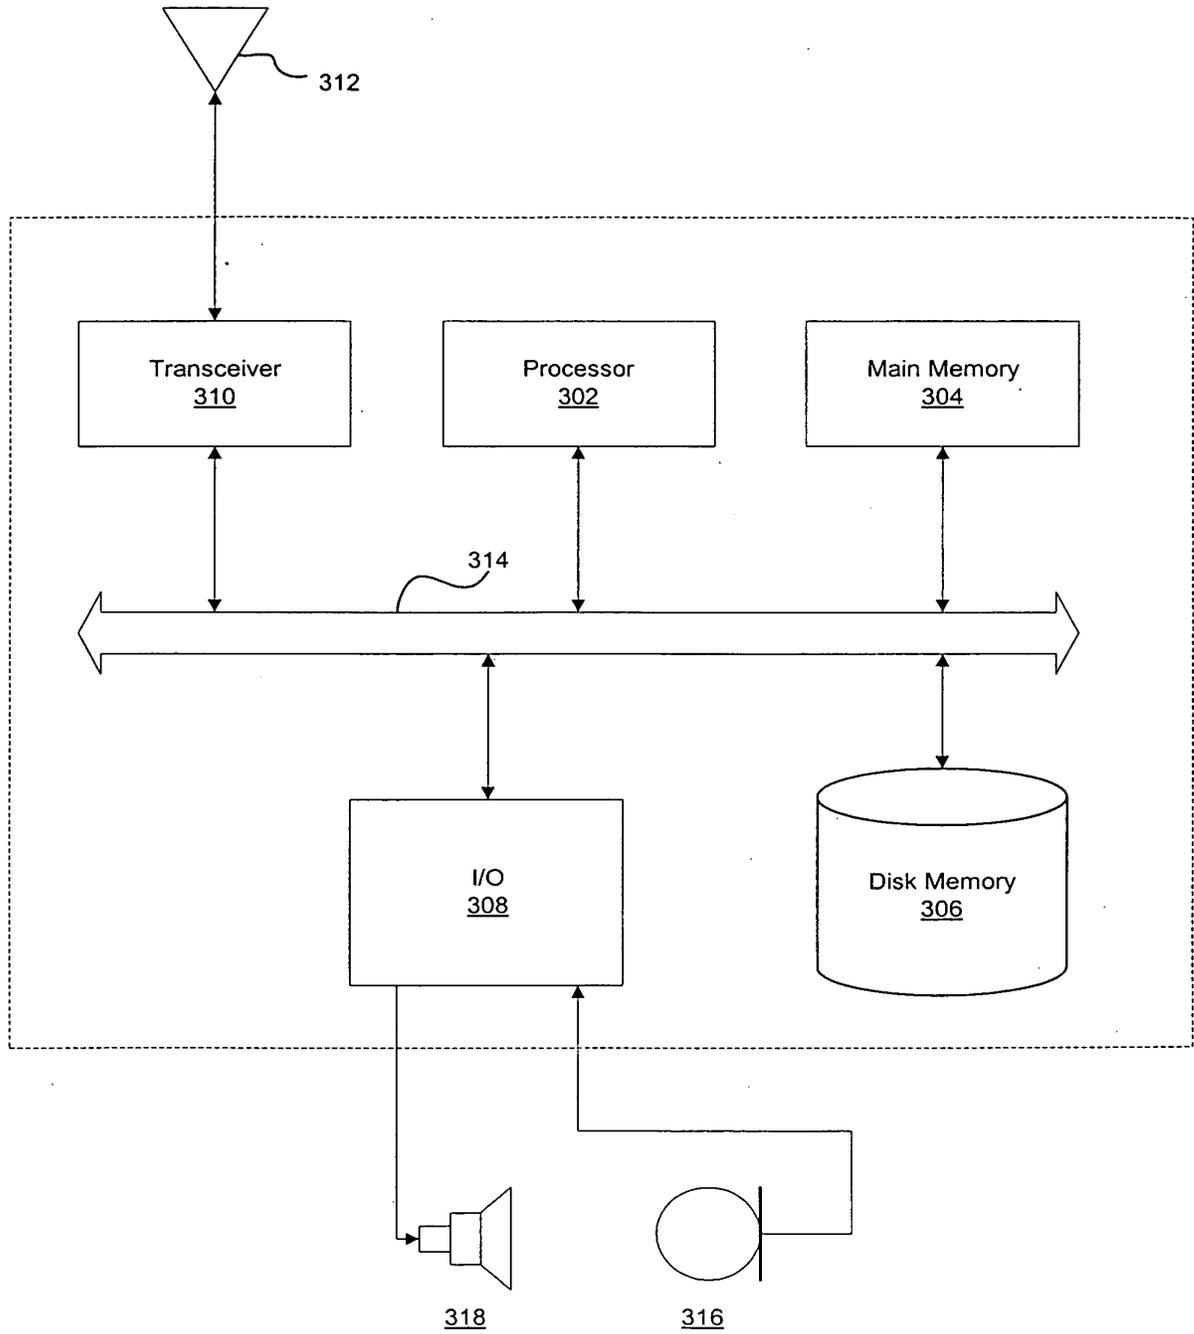 312
Transceiver
310
Processor
302
Main Memory
304
314
I/O
308
Disk Memory
306
318
316